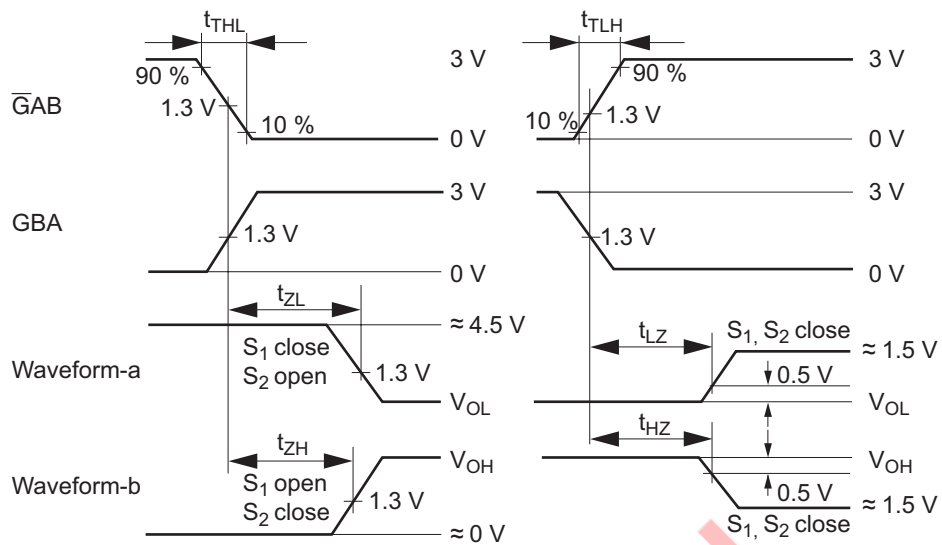 tTHL
tTLH
G̅AB
90 %
1.3 V
10 %
3 V
0 V
10 %
1.3 V
90 %
3 V
0 V
GBA
1.3 V
3 V
0 V
1.3 V
3 V
0 V
Waveform-a
tZL
S1 close
S2 open
1.3 V
≈ 4.5 V
VOL
tLZ
S1, S2 close
≈ 1.5 V
0.5 V
VOL
Waveform-b
tZH
S1 open
S2 close
1.3 V
VOH
≈ 0 V
tHZ
VOH
0.5 V
≈ 1.5 V
S1, S2 close